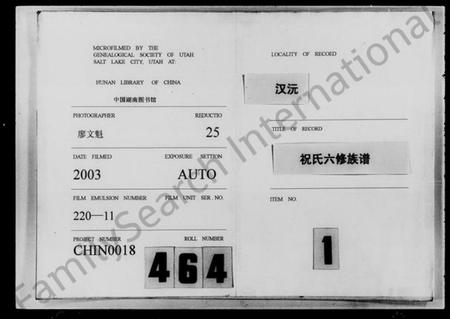 MICROFILMED BY THE
GENEALOGICAL SOCIETY OF UTAH
SALT LAKE CITY, UTAH AT:
HUNAN LIBRARY OF CHINA
中国湖南图书馆
PHOTOGRAPHER
REDUCTIO
廖文魁
25
DATE FILMED
EXPOSURE SETTION
2003
AUTO
FILM EMULSION NUMBER
FILM UNIT SER. NO.
220—11
PROJECT NUMBER
ROLL NUMBER
CHIN0018
464
LOCALITY OF RECORD
汉沅
TITLE OF RECORD
祝氏六修族谱
ITEM NO.
1
FamilySearch International